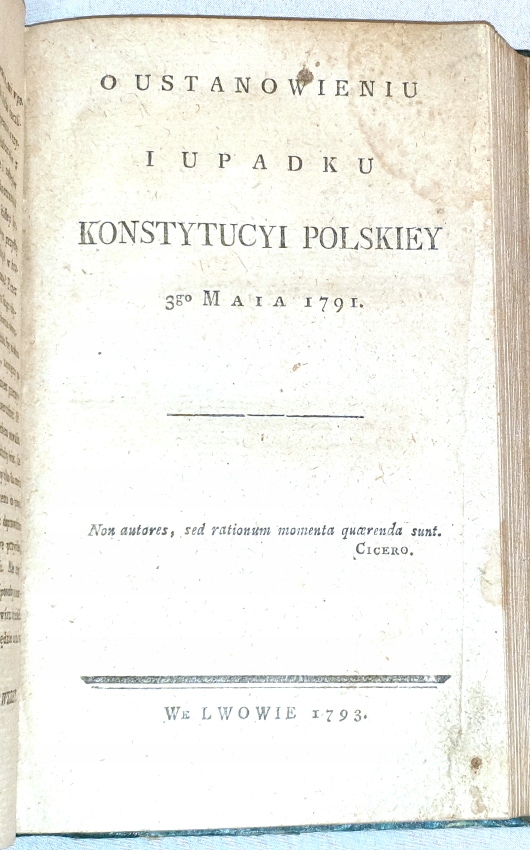 O USTANOWIENIU
I UPADKU
KONSTYTUCYI POLSKIEY
3go MAIA 1791.
Non autores, sed rationum momenta quærenda sunt.
CICERO.
WE LWOWIE 1793.